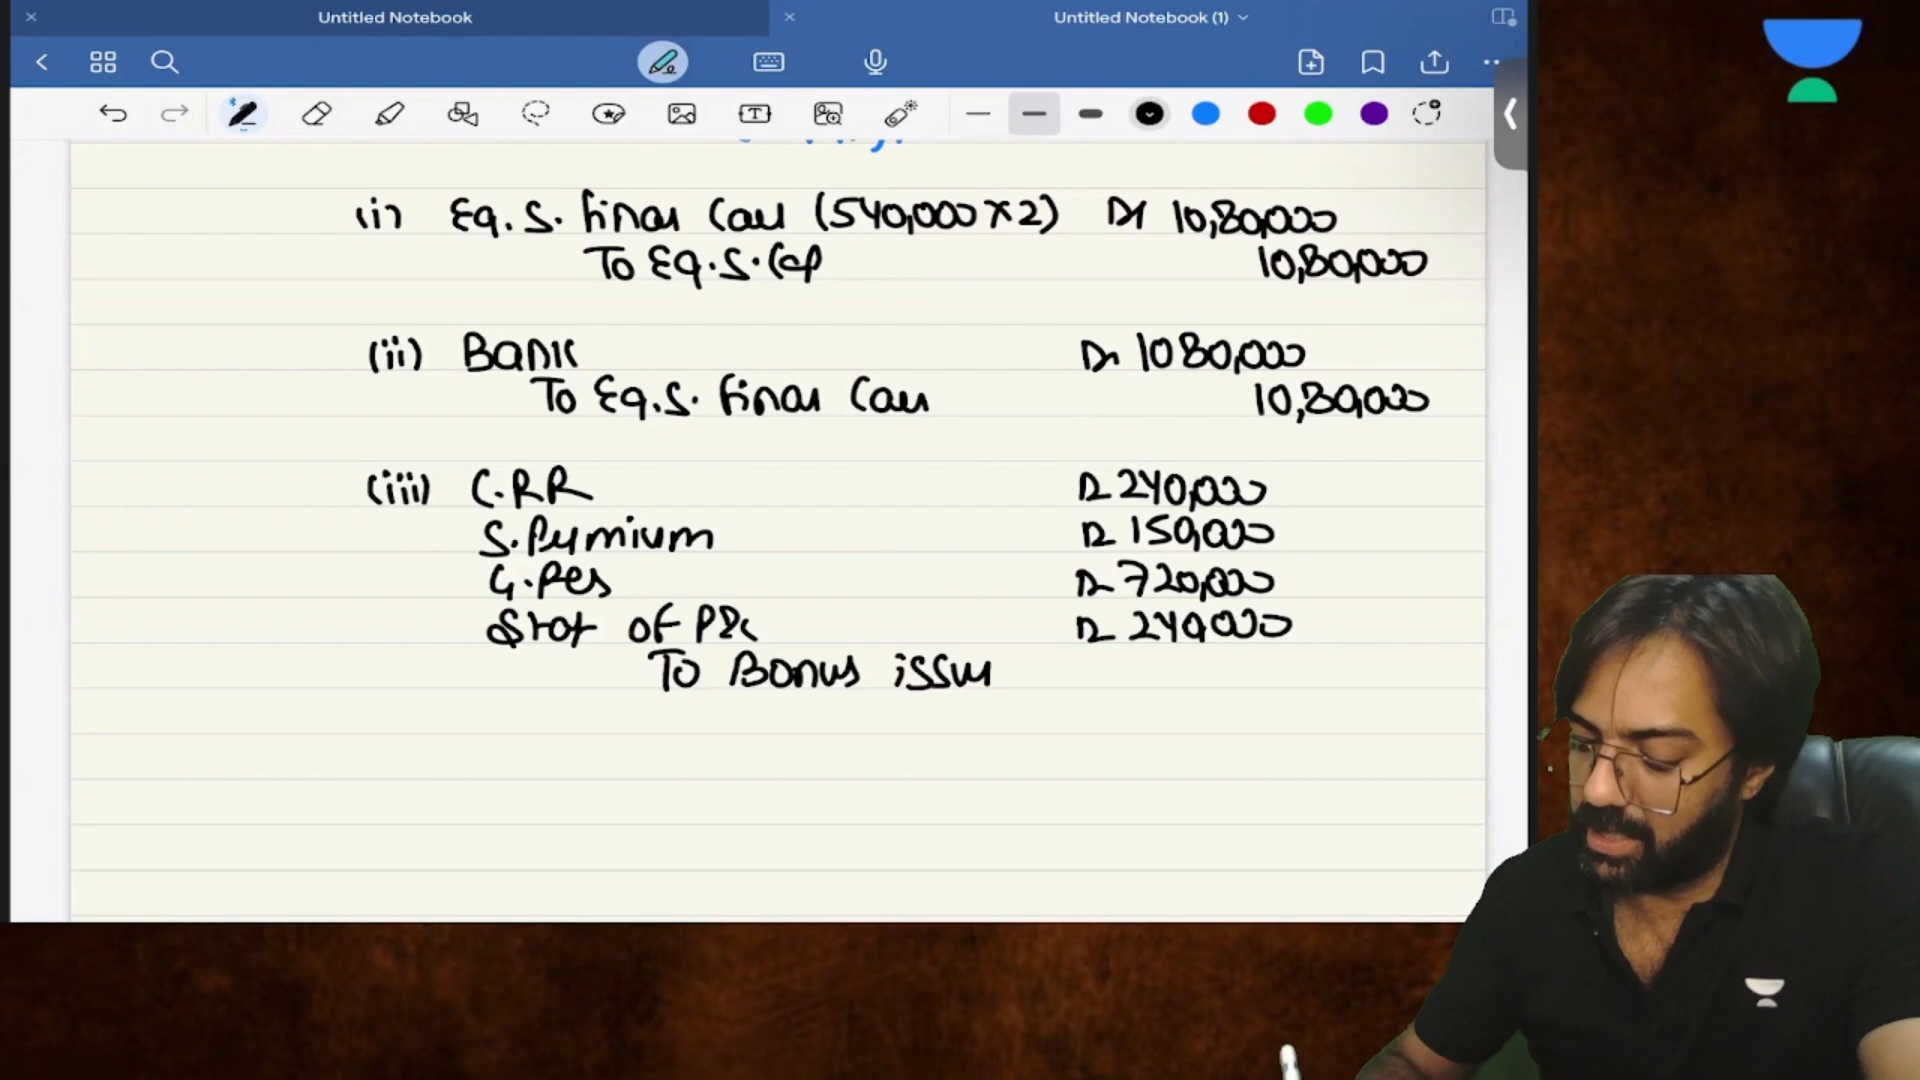 Untitled Notebook
Untitled Notebook (1)
(i) Eq. S. Final Call (540,000 X 2) Dr 10,80,000
To Eq. S. Cap 10,80,000
(ii) Bank Dr 1080,000
To Eq. S. Final Call 10,80,000
(iii) C.RR Dr 240,000
S. Premium Dr 150,000
G. Res Dr 720,000
Stat of P&L Dr 240000
To Bonus issue